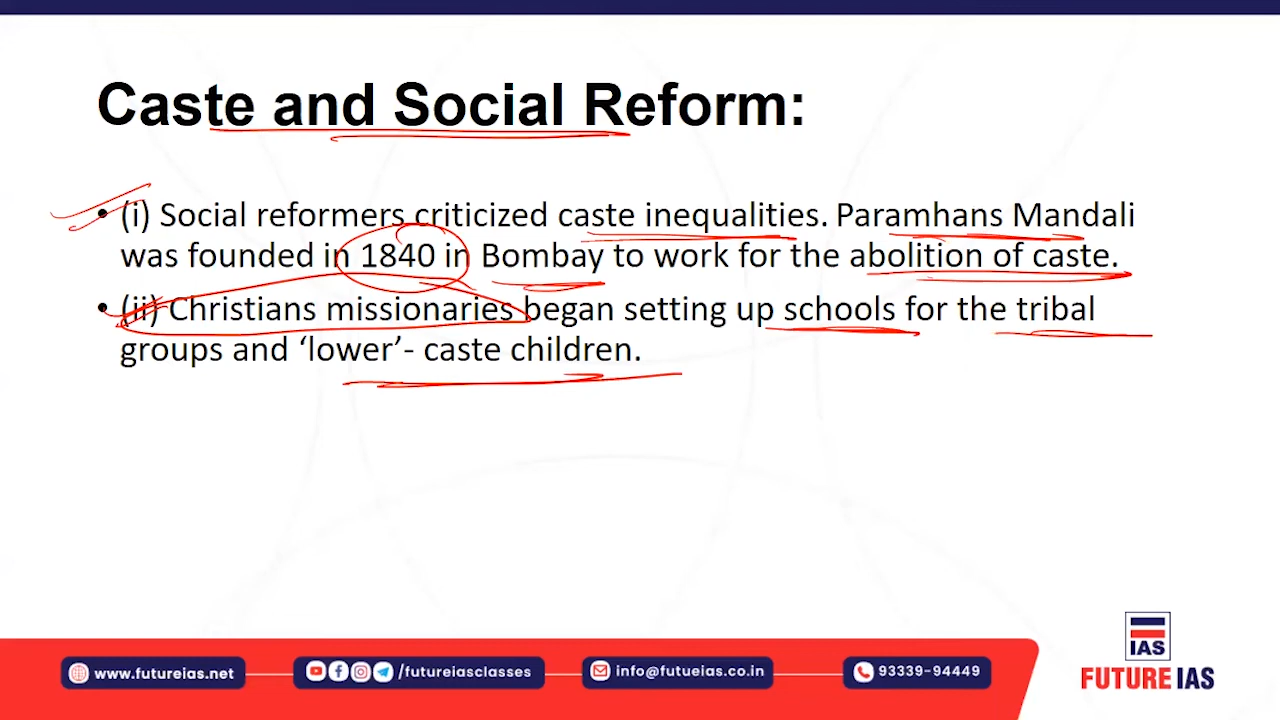 Caste and Social Reform:
• (i) Social reformers criticized caste inequalities. Paramhans Mandali
was founded in 1840 in Bombay to work for the abolition of caste.
• (ii) Christians missionaries began setting up schools for the tribal
groups and ‘lower’- caste children.
IAS
www.futureias.net
/futureiasclasses
info@futueias.co.in
93339-94449
FUTURE IAS